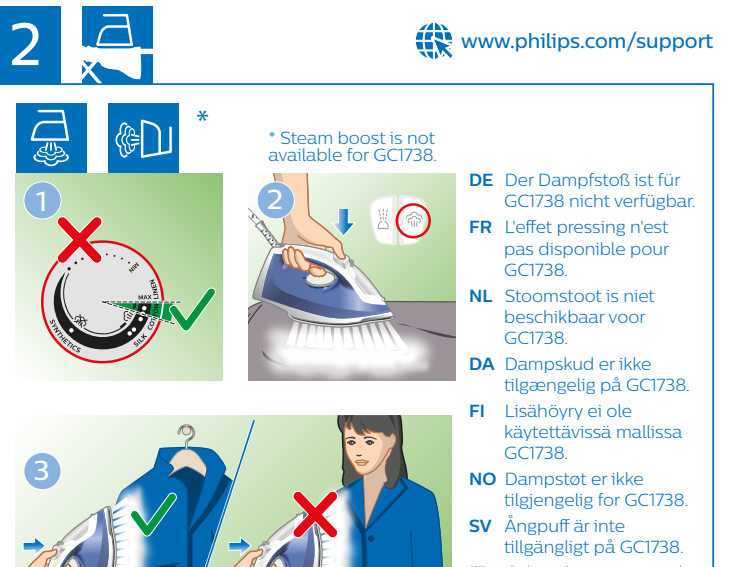 2
www.philips.com/support
*
* Steam boost is not
available for GC1738.
1
MIN
LINEN
MAX
COTTON
SILK
SYNTHETICS
2
3
DE Der Dampfstoß ist für
GC1738 nicht verfügbar.
FR L'effet pressing n'est
pas disponible pour
GC1738.
NL Stoomstoot is niet
beschikbaar voor
GC1738.
DA Dampskud er ikke
tilgængelig på GC1738.
FI Lisähöyry ei ole
käytettävissä mallissa
GC1738.
NO Dampstøt er ikke
tilgjengelig for GC1738.
SV Ångpuff är inte
tillgängligt på GC1738.